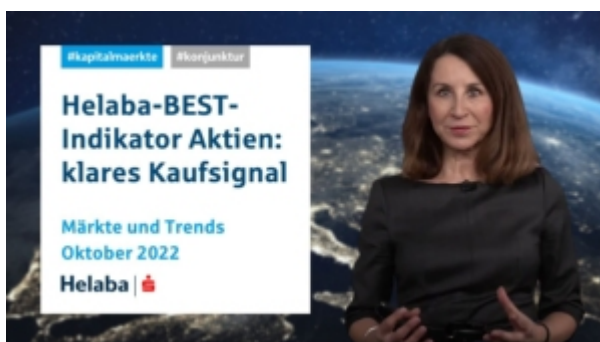 #kapitalmaerkte #konjunktur
Helaba-BEST-
Indikator Aktien:
klares Kaufsignal
Märkte und Trends
Oktober 2022
Helaba